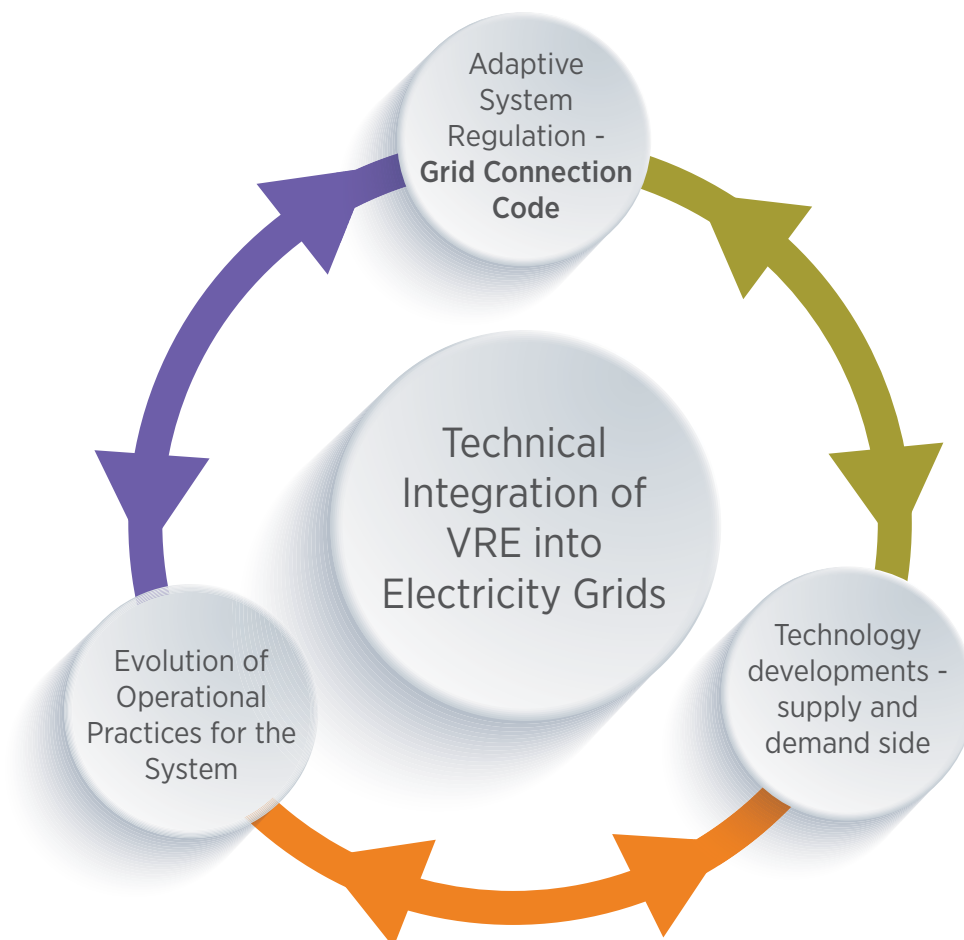 Adaptive
System
Regulation -
Grid Connection
Code
Technical
Integration of
VRE into
Electricity Grids
Evolution of
Operational
Practices for the
System
Technology
developments -
supply and
demand side